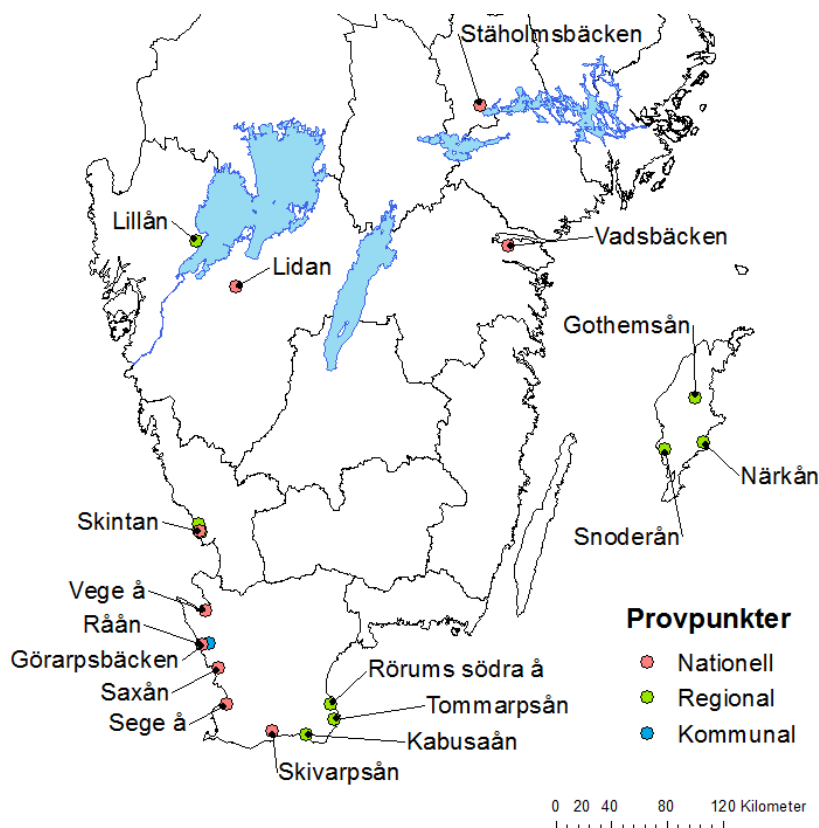 Stäholmsbäcken
Lillån
Vadsbäcken
Lidan
Gothemsån
Närkån
Skintan
Snoderån
Vege å
Råån
Görarpsbäcken
Saxån
Sege å
Rörums södra å
Tommarpsån
Kabusaån
Skivarpsån
Provpunkter
Nationell
Regional
Kommunal
0 20 40 80 120 Kilometer